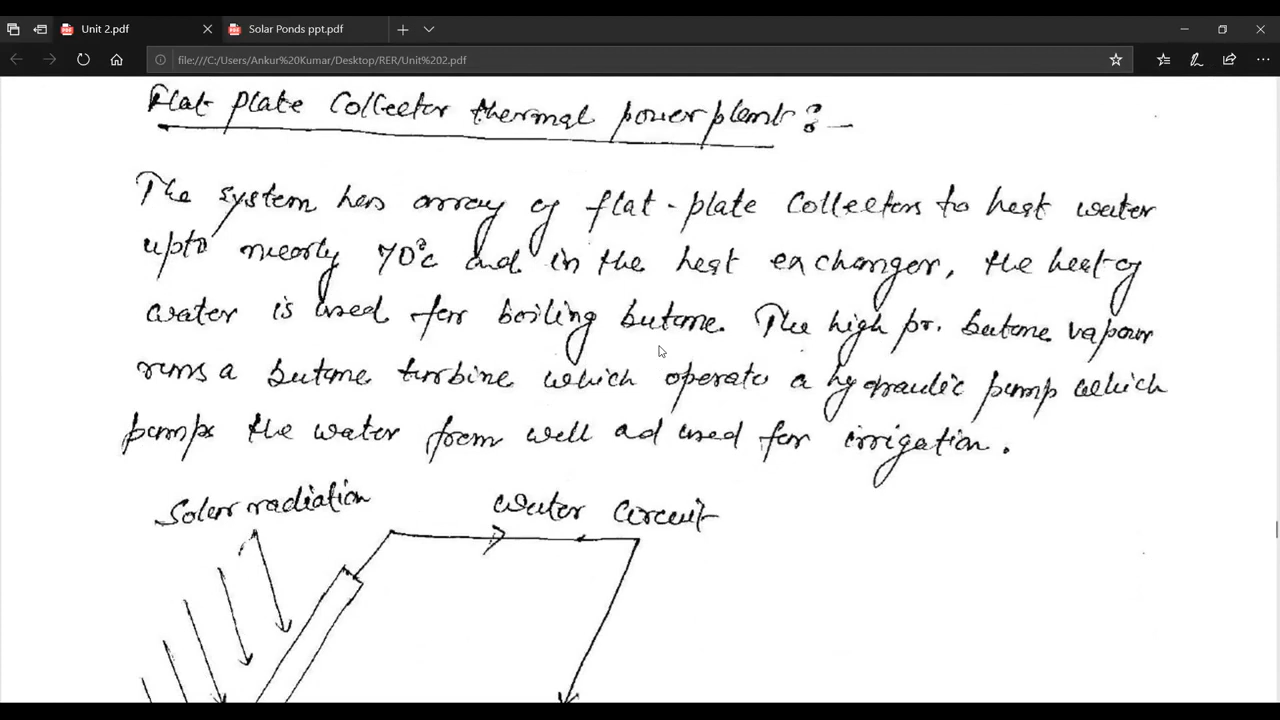 Unit 2.pdf
Solar Ponds ppt.pdf
file:///C:/Users/Ankur%20Kumar/Desktop/RER/Unit%202.pdf
Flat plate Collector thermal power plant :-
The system has array of flat-plate Collectors to heat water
upto nearly 70°c and in the heat exchanger, the heat of
water is used for boiling butane. The high pr. butane vapour
runs a butane turbine which operate a hydraulic pump which
pumps the water from well ad used for irrigation.
Solar radiation
water circuit